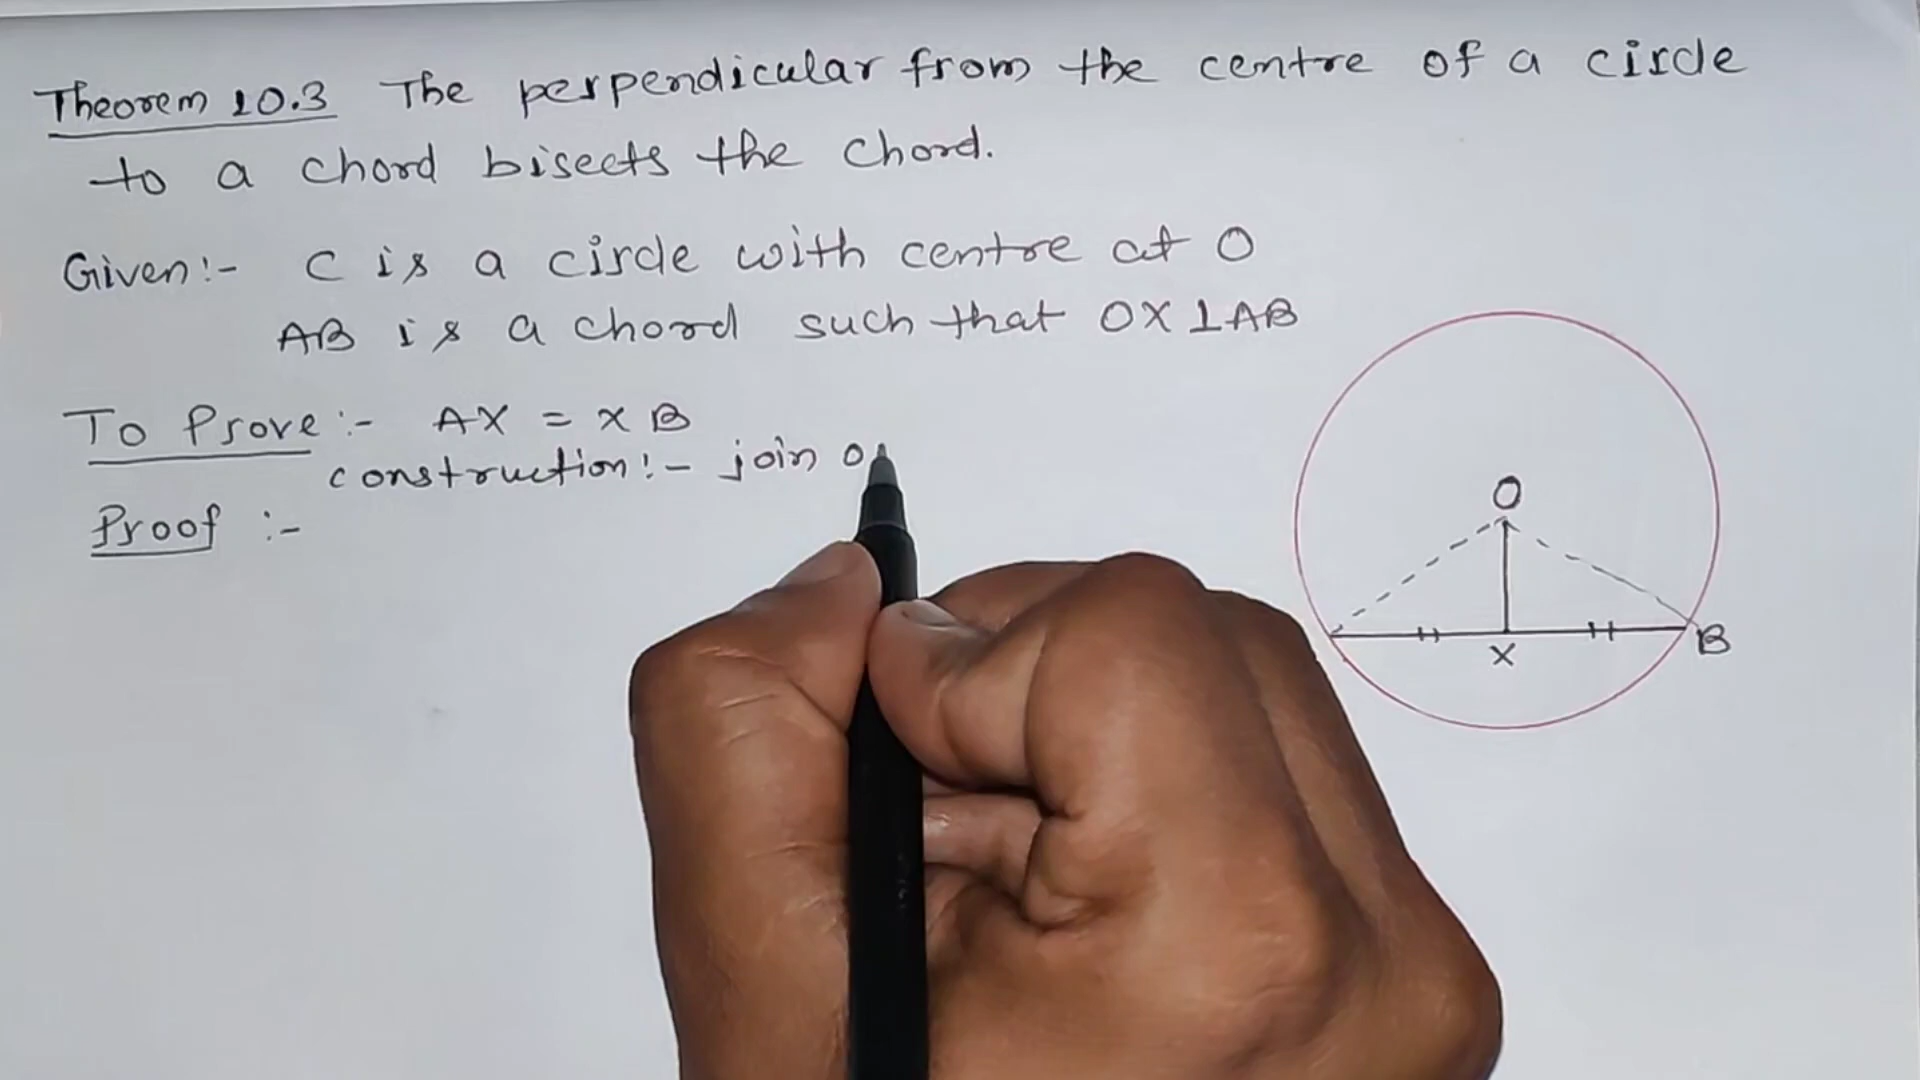 Theorem 10.3 The perpendicular from the centre of a circle
to a chord bisects the chord.
Given:- C is a circle with centre at O
AB is a chord such that OX ⊥ AB
To Prove:- AX = XB
construction:- join O
Proof :-
O
X
B